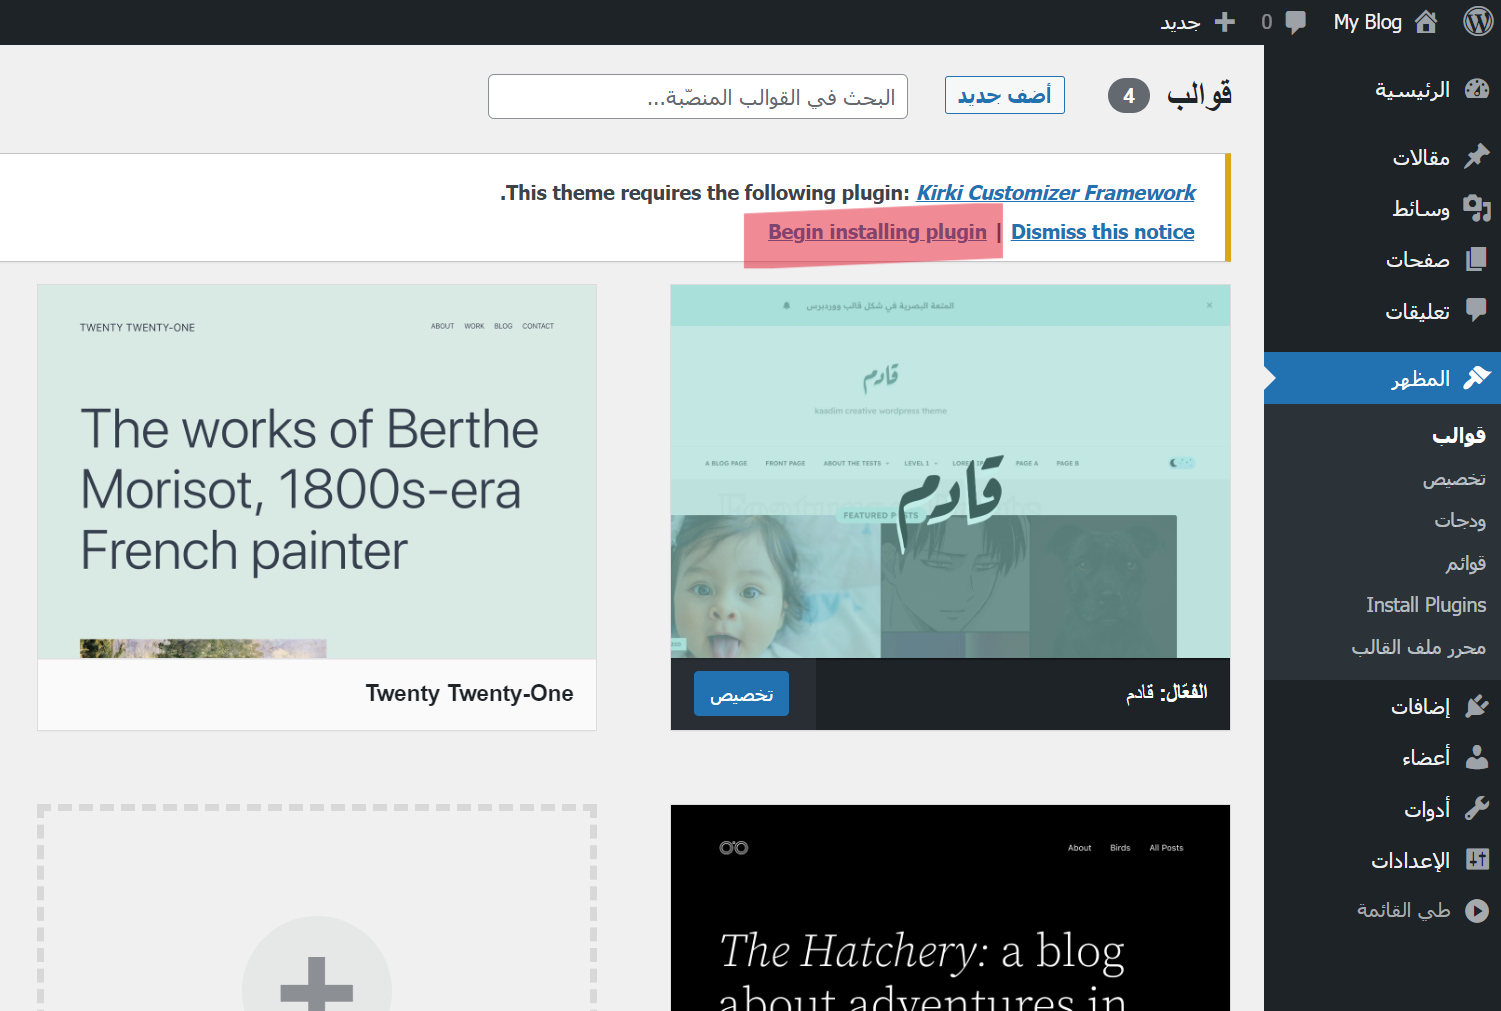 My Blog
0
جديد
الرئيسية
مقالات
وسائط
صفحات
تعليقات
المظهر
قوالب
تخصيص
ودجات
قوائم
Install Plugins
محرر ملف القالب
إضافات
أعضاء
أدوات
الإعدادات
طي القائمة
قوالب 4 أضف جديد البحث في القوالب المنصّبة...
.This theme requires the following plugin: Kirki Customizer Framework
Begin installing plugin | Dismiss this notice
المتعة البصرية في شكل قالب ووردبرس
قادم
kaadim creative wordpress theme
A BLOG PAGE FRONT PAGE ABOUT THE TESTS LEVEL 1 PAGE A PAGE B
قادم
FEATURED
الفعّال: قادم
تخصيص
TWENTY TWENTY-ONE ABOUT WORK BLOG CONTACT
The works of Berthe
Morisot, 1800s-era
French painter
Twenty Twenty-One
About Birds All Posts
The Hatchery: a blog
about adventures in